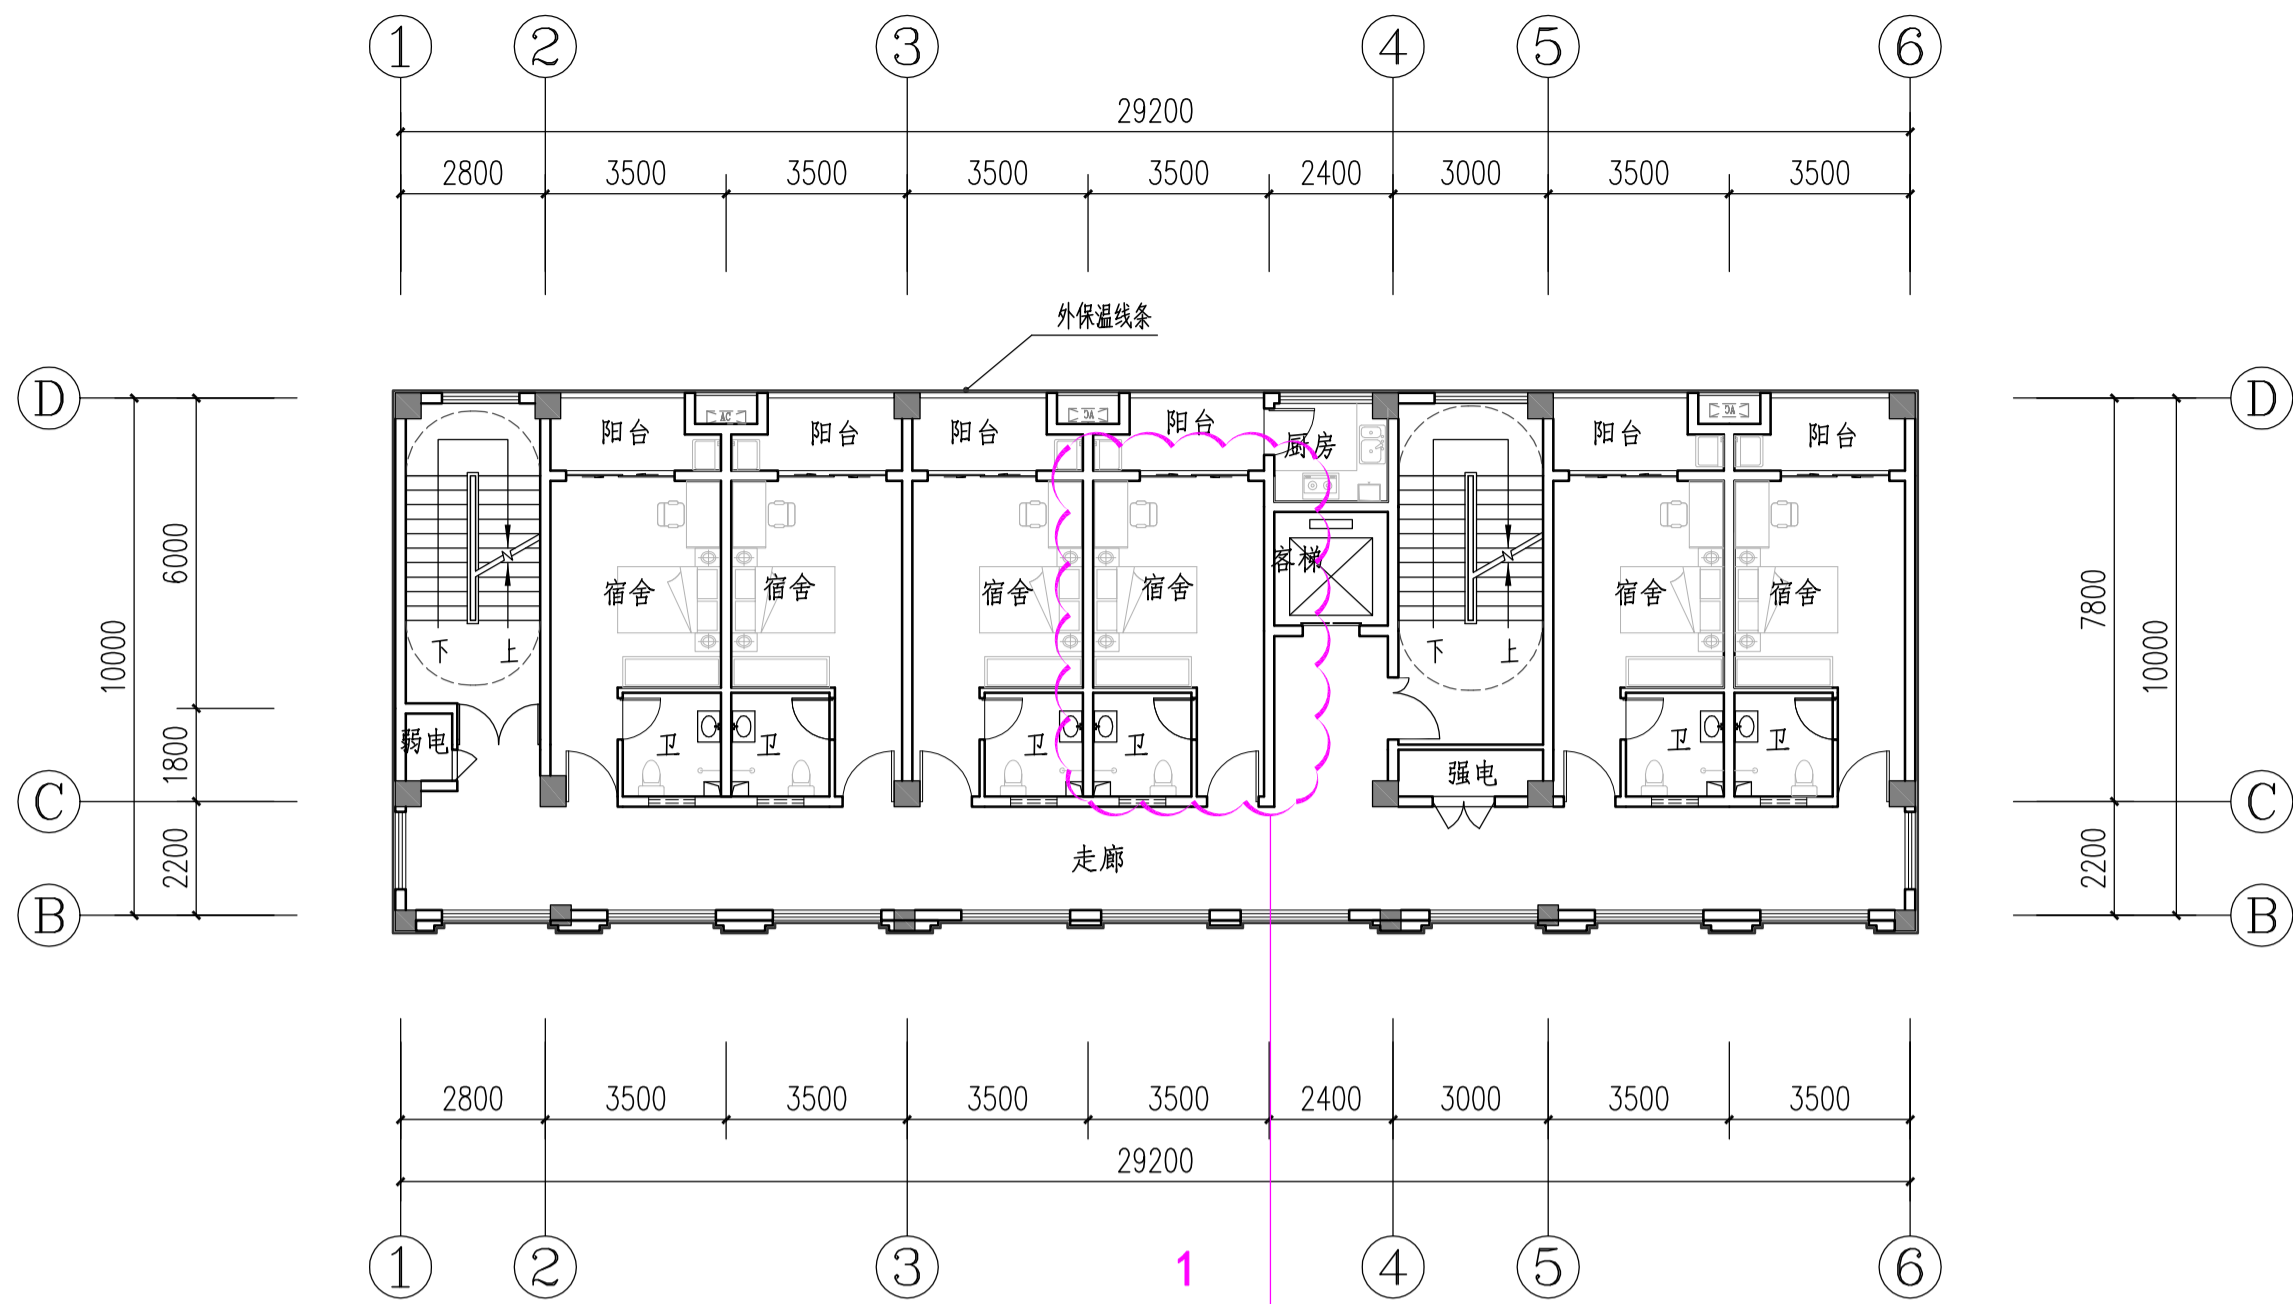 1 2 3 4 5 6
29200
2800 3500 3500 3500 3500 2400 3000 3500 3500
外保温线条
D D
阳台 阳台 阳台 阳台 厨房 阳台 阳台
AC AC AC
6000 10000 1800 2200
7800 10000 2200
客梯
宿舍 宿舍 宿舍 宿舍 宿舍 宿舍
下 上 下 上
弱电 卫 卫 卫 卫 强电 卫 卫
C C
走廊
B B
2800 3500 3500 3500 3500 2400 3000 3500 3500
29200
1 2 3 1 4 5 6